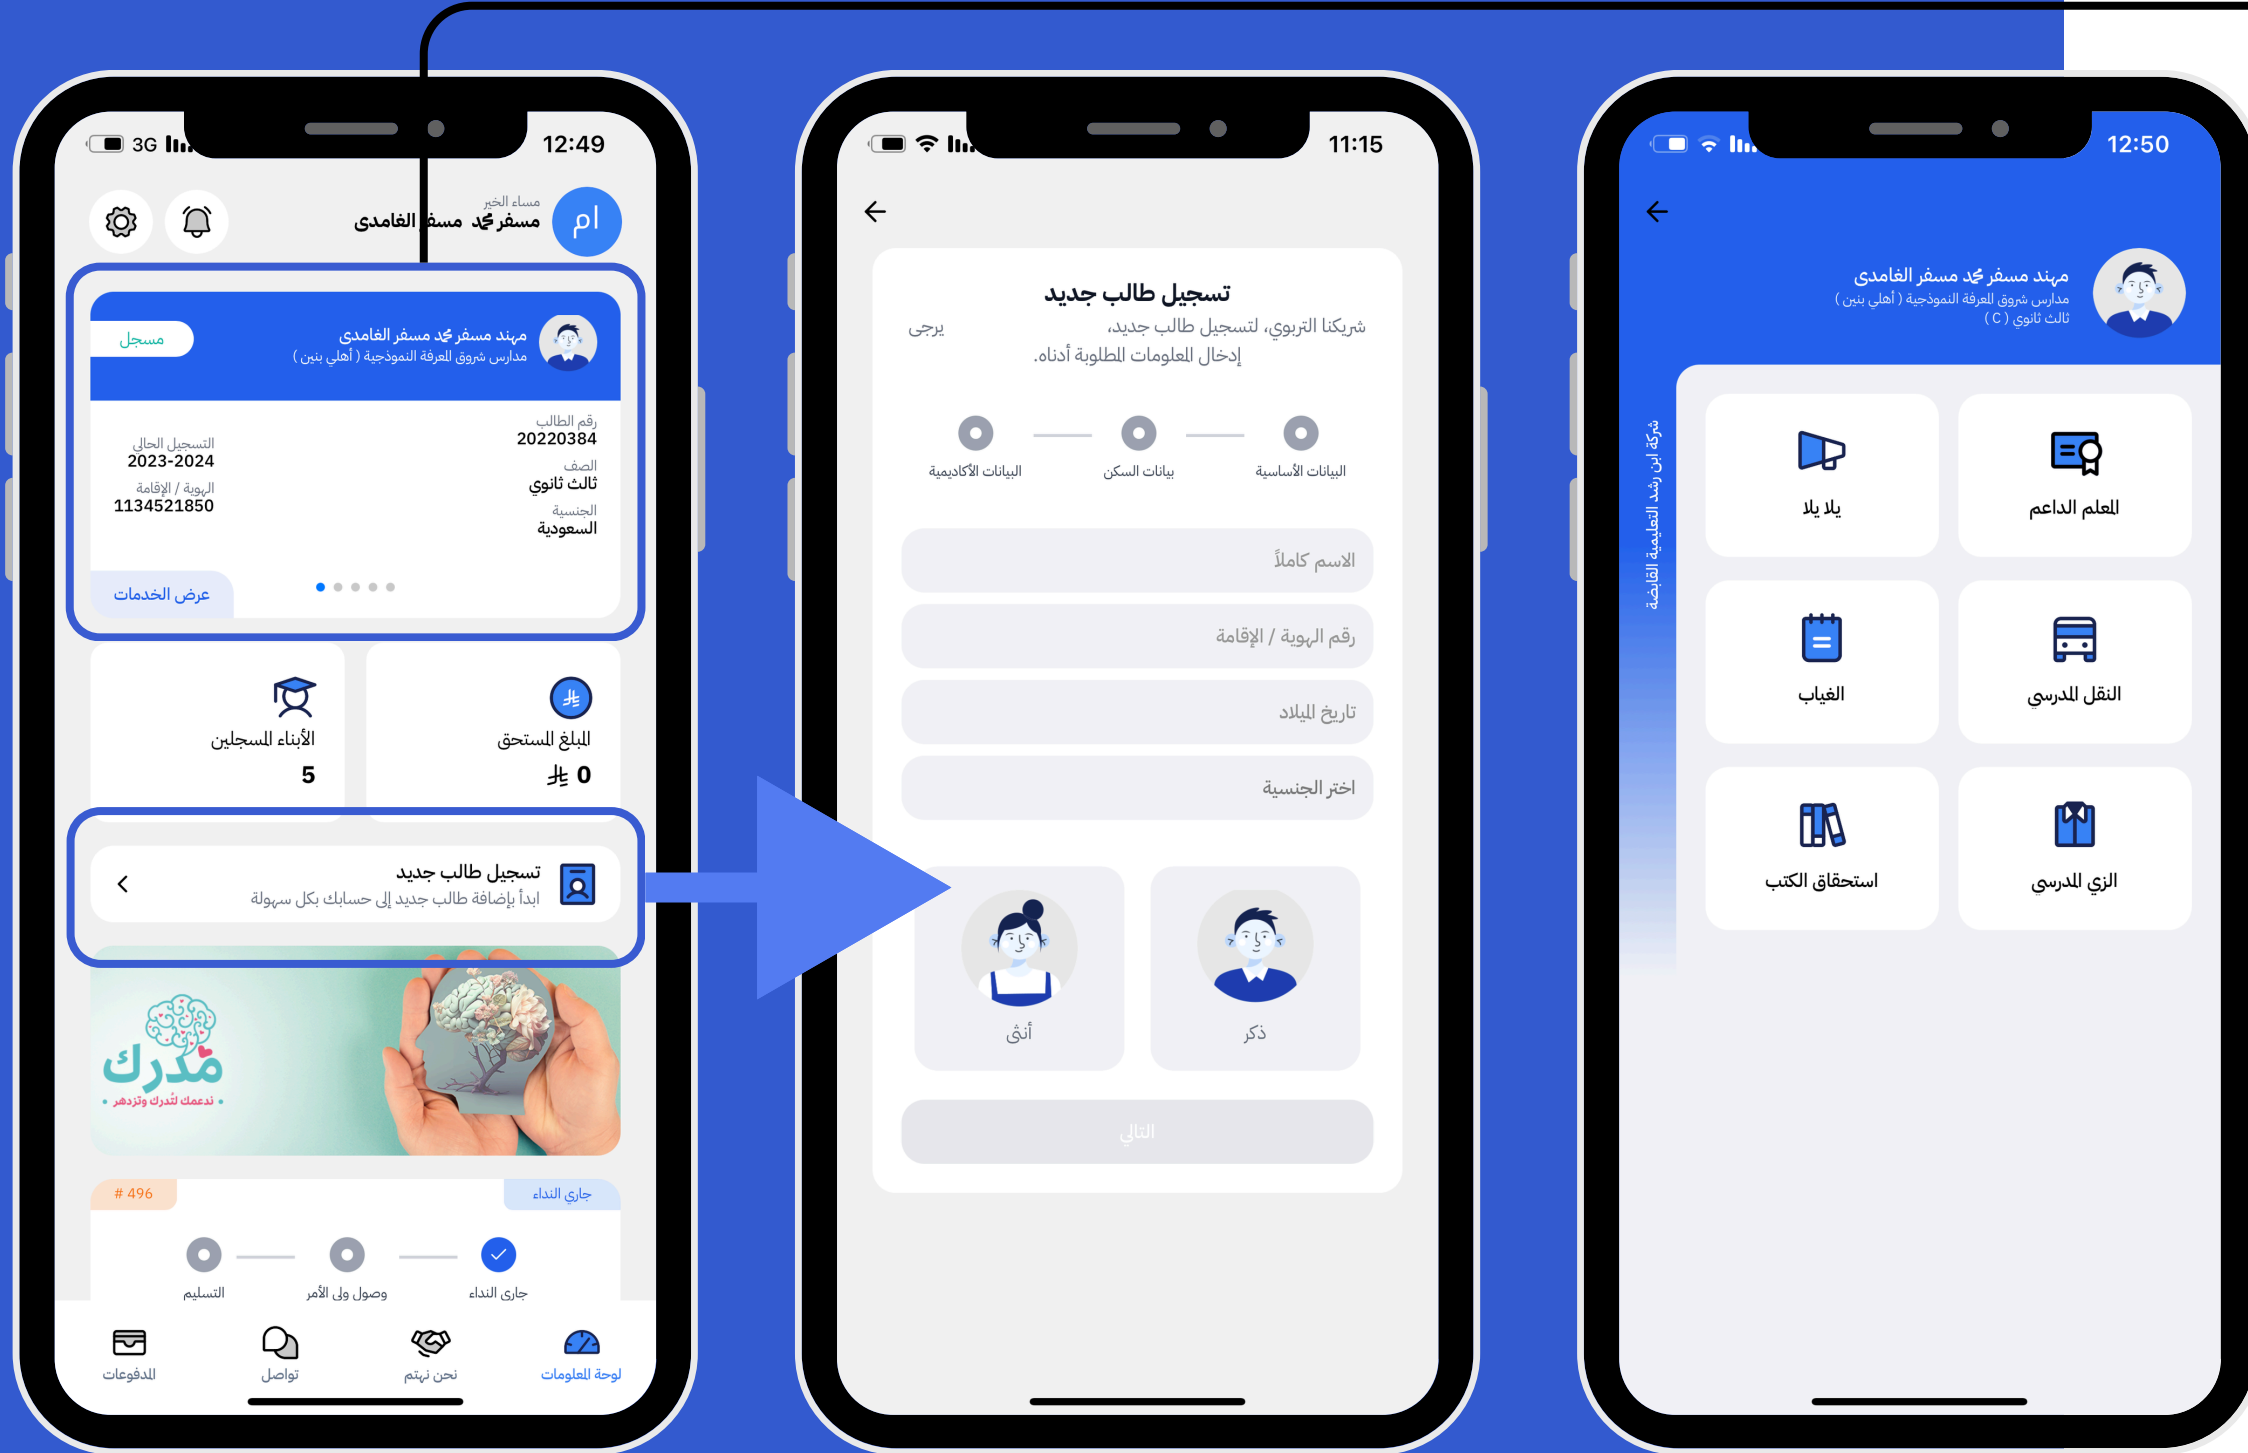 12:49
3G
مساء الخير
مسفر محمد مسفر الغامدي
ام
مهند مسفر محمد مسفر الغامدي
مدارس شروق المعرفة النموذجية ( أهلي بنين )
مسجل
رقم الطالب
20220384
الصف
ثالث ثانوي
الجنسية
السعودية
التسجيل الحالي
2023-2024
الهوية / الإقامة
1134521850
عرض الخدمات
المبلغ المستحق
0
الأبناء المسجلين
5
تسجيل طالب جديد
ابدأ بإضافة طالب جديد إلى حسابك بكل سهولة
مُدرك
ندعمك لتُدرك وتزدهر
جاري النداء
# 496
جاري النداء
وصول ولي الأمر
التسليم
لوحة المعلومات
نحن نهتم
تواصل
المدفوعات
11:15
تسجيل طالب جديد
شريكنا التربوي، لتسجيل طالب جديد، يرجى
إدخال المعلومات المطلوبة أدناه.
البيانات الأساسية
بيانات السكن
البيانات الأكاديمية
الاسم كاملاً
رقم الهوية / الإقامة
تاريخ الميلاد
اختر الجنسية
ذكر
أنثى
التالي
12:50
مهند مسفر محمد مسفر الغامدي
مدارس شروق المعرفة النموذجية ( أهلي بنين )
ثالث ثانوي ( C )
شركة ابن رشد التعليمية القابضة
المعلم الداعم
يلا يلا
النقل المدرسي
الغياب
الزي المدرسي
استحقاق الكتب